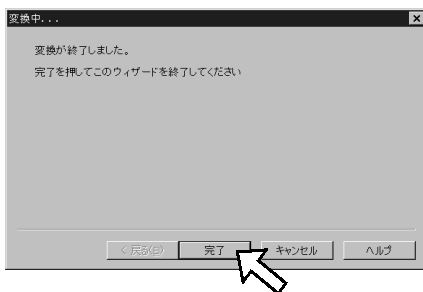 変換中...
変換が終了しました。
完了を押してこのウィザードを終了してください
< 戻る(B)
完了
キャンセル
ヘルプ